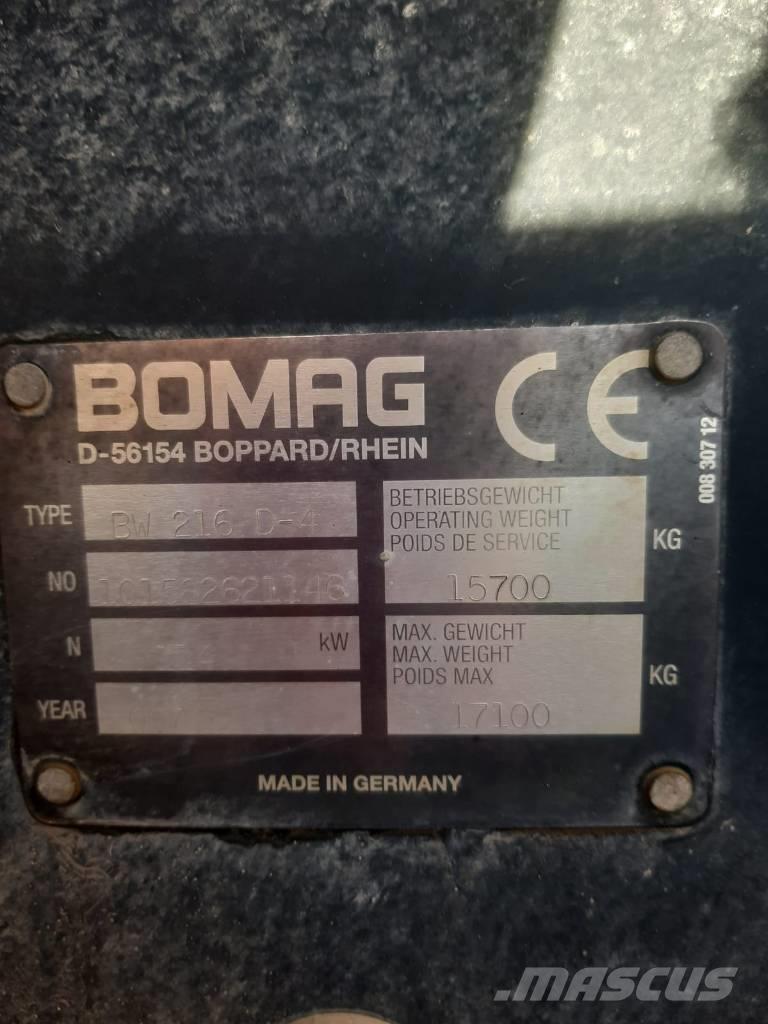 BOMAG CE
D-56154 BOPPARD/RHEIN
008 307 12
TYPE BW 216 D-4
NO
N kW
YEAR
BETRIEBSGEWICHT
OPERATING WEIGHT
POIDS DE SERVICE
15700 KG
MAX. GEWICHT
MAX. WEIGHT
POIDS MAX
17100 KG
MADE IN GERMANY
MASCUS